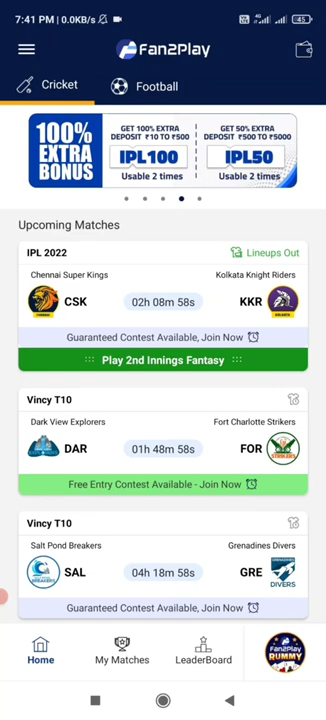 7:41 PM | 0.0KB/s
4G
45
Fan2Play
Cricket
Football
100% EXTRA BONUS
GET 100% EXTRA DEPOSIT ₹10 TO ₹500
IPL100
Usable 2 times
GET 50% EXTRA DEPOSIT ₹500 TO ₹5000
IPL50
Usable 2 times
Upcoming Matches
IPL 2022
Lineups Out
Chennai Super Kings
Kolkata Knight Riders
CSK
02h 08m 58s
KKR
Guaranteed Contest Available, Join Now
Play 2nd Innings Fantasy
Vincy T10
Dark View Explorers
Fort Charlotte Strikers
DAR
01h 48m 58s
FOR
Free Entry Contest Available - Join Now
Vincy T10
Salt Pond Breakers
Grenadines Divers
SAL
04h 18m 58s
GRE
Guaranteed Contest Available, Join Now
Home
My Matches
LeaderBoard
Fan2Play
RUMMY